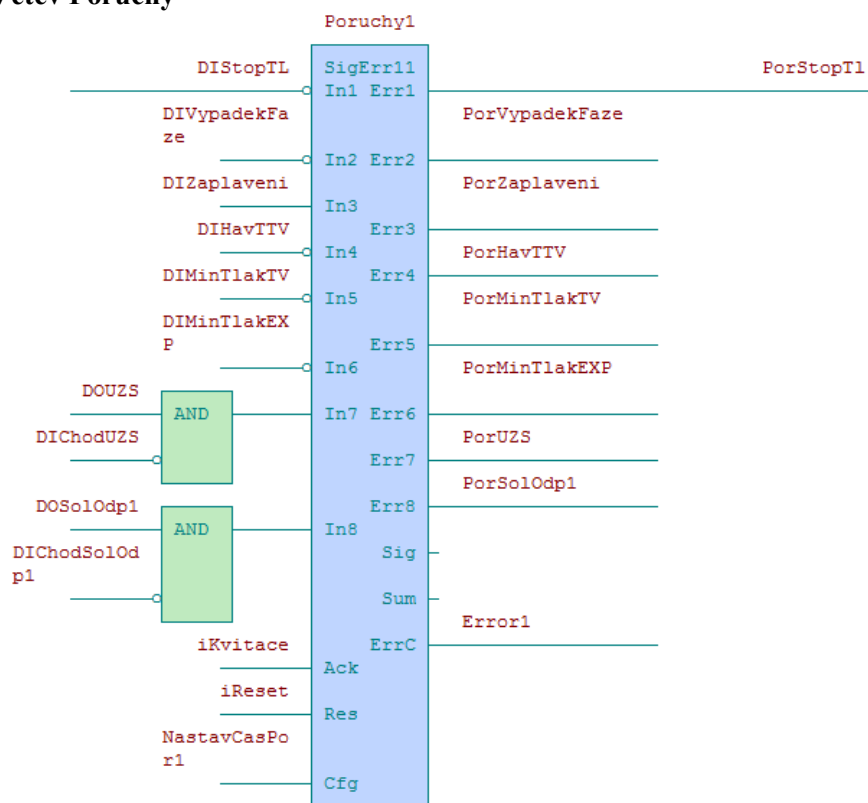 Poruchy
Poruchy1
DIStopTL
SigErr11
PorStopTl
In1 Err1
DIVypadekFa
ze
PorVypadekFaze
In2 Err2
DIZaplaveni
PorZaplaveni
In3
DIHavTTV
Err3
In4
PorHavTTV
DIMinTlakTV
Err4
In5
PorMinTlakTV
DIMinTlakEX
P
Err5
In6
PorMinTlakEXP
DOUZS
AND
In7 Err6
DIChodUZS
PorUZS
Err7
PorSolOdp1
DOSolOdp1
Err8
AND
In8
DIChodSolOd
p1
Sig
Sum
Error1
iKvitace
ErrC
Ack
iReset
Res
NastavCasPo
r1
Cfg